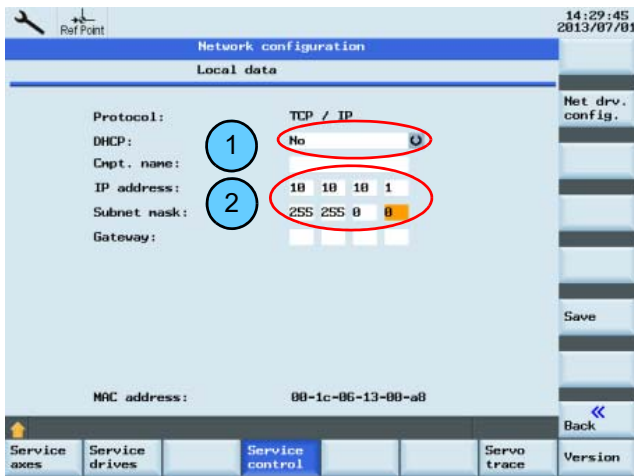 Ref Point
14:29:45
2013/07/01
Network configuration
Local data
Protocol: TCP / IP
DHCP: 1 No
Cmpt. name:
IP address: 10 10 10 1
Subnet mask: 2 255 255 0 0
Gateway:
MAC address: 00-1c-06-13-00-a8
Net drv.
config.
Save
«
Back
Service
axes
Service
drives
Service
control
Servo
trace
Version